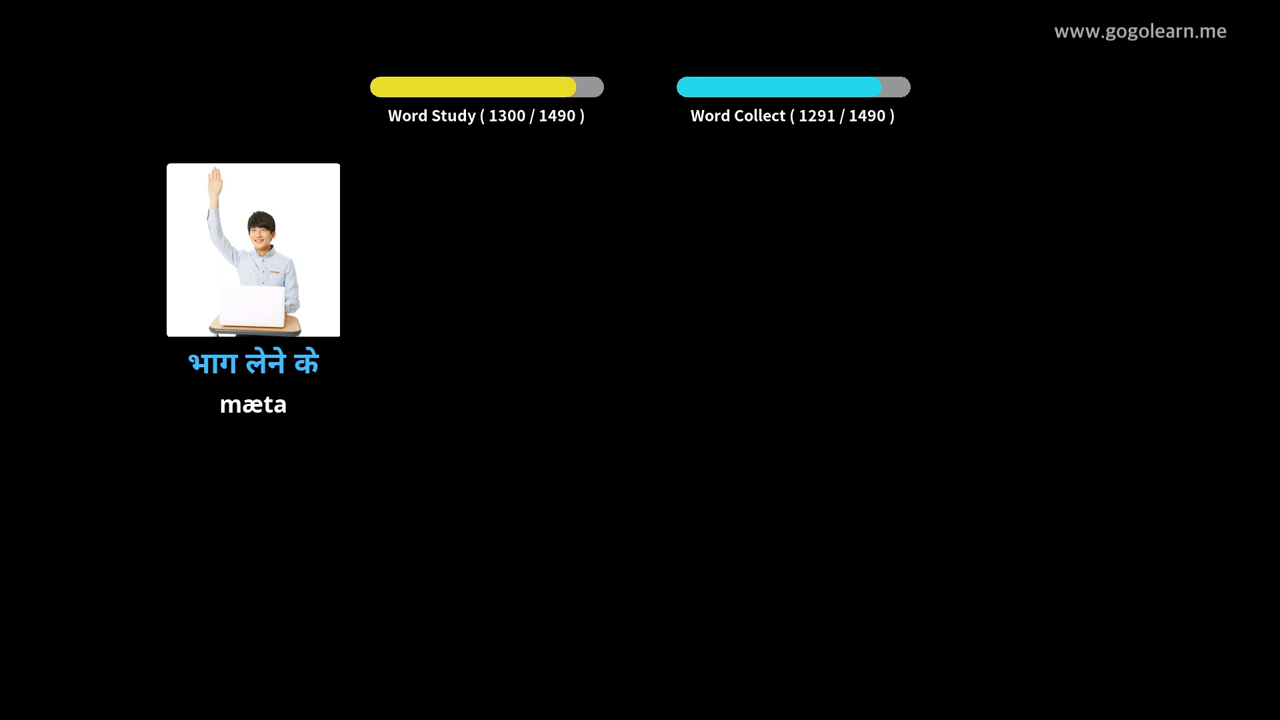 www.gogolearn.me
Word Study ( 1300 / 1490 )
Word Collect ( 1291 / 1490 )
भाग लेने के
mæta